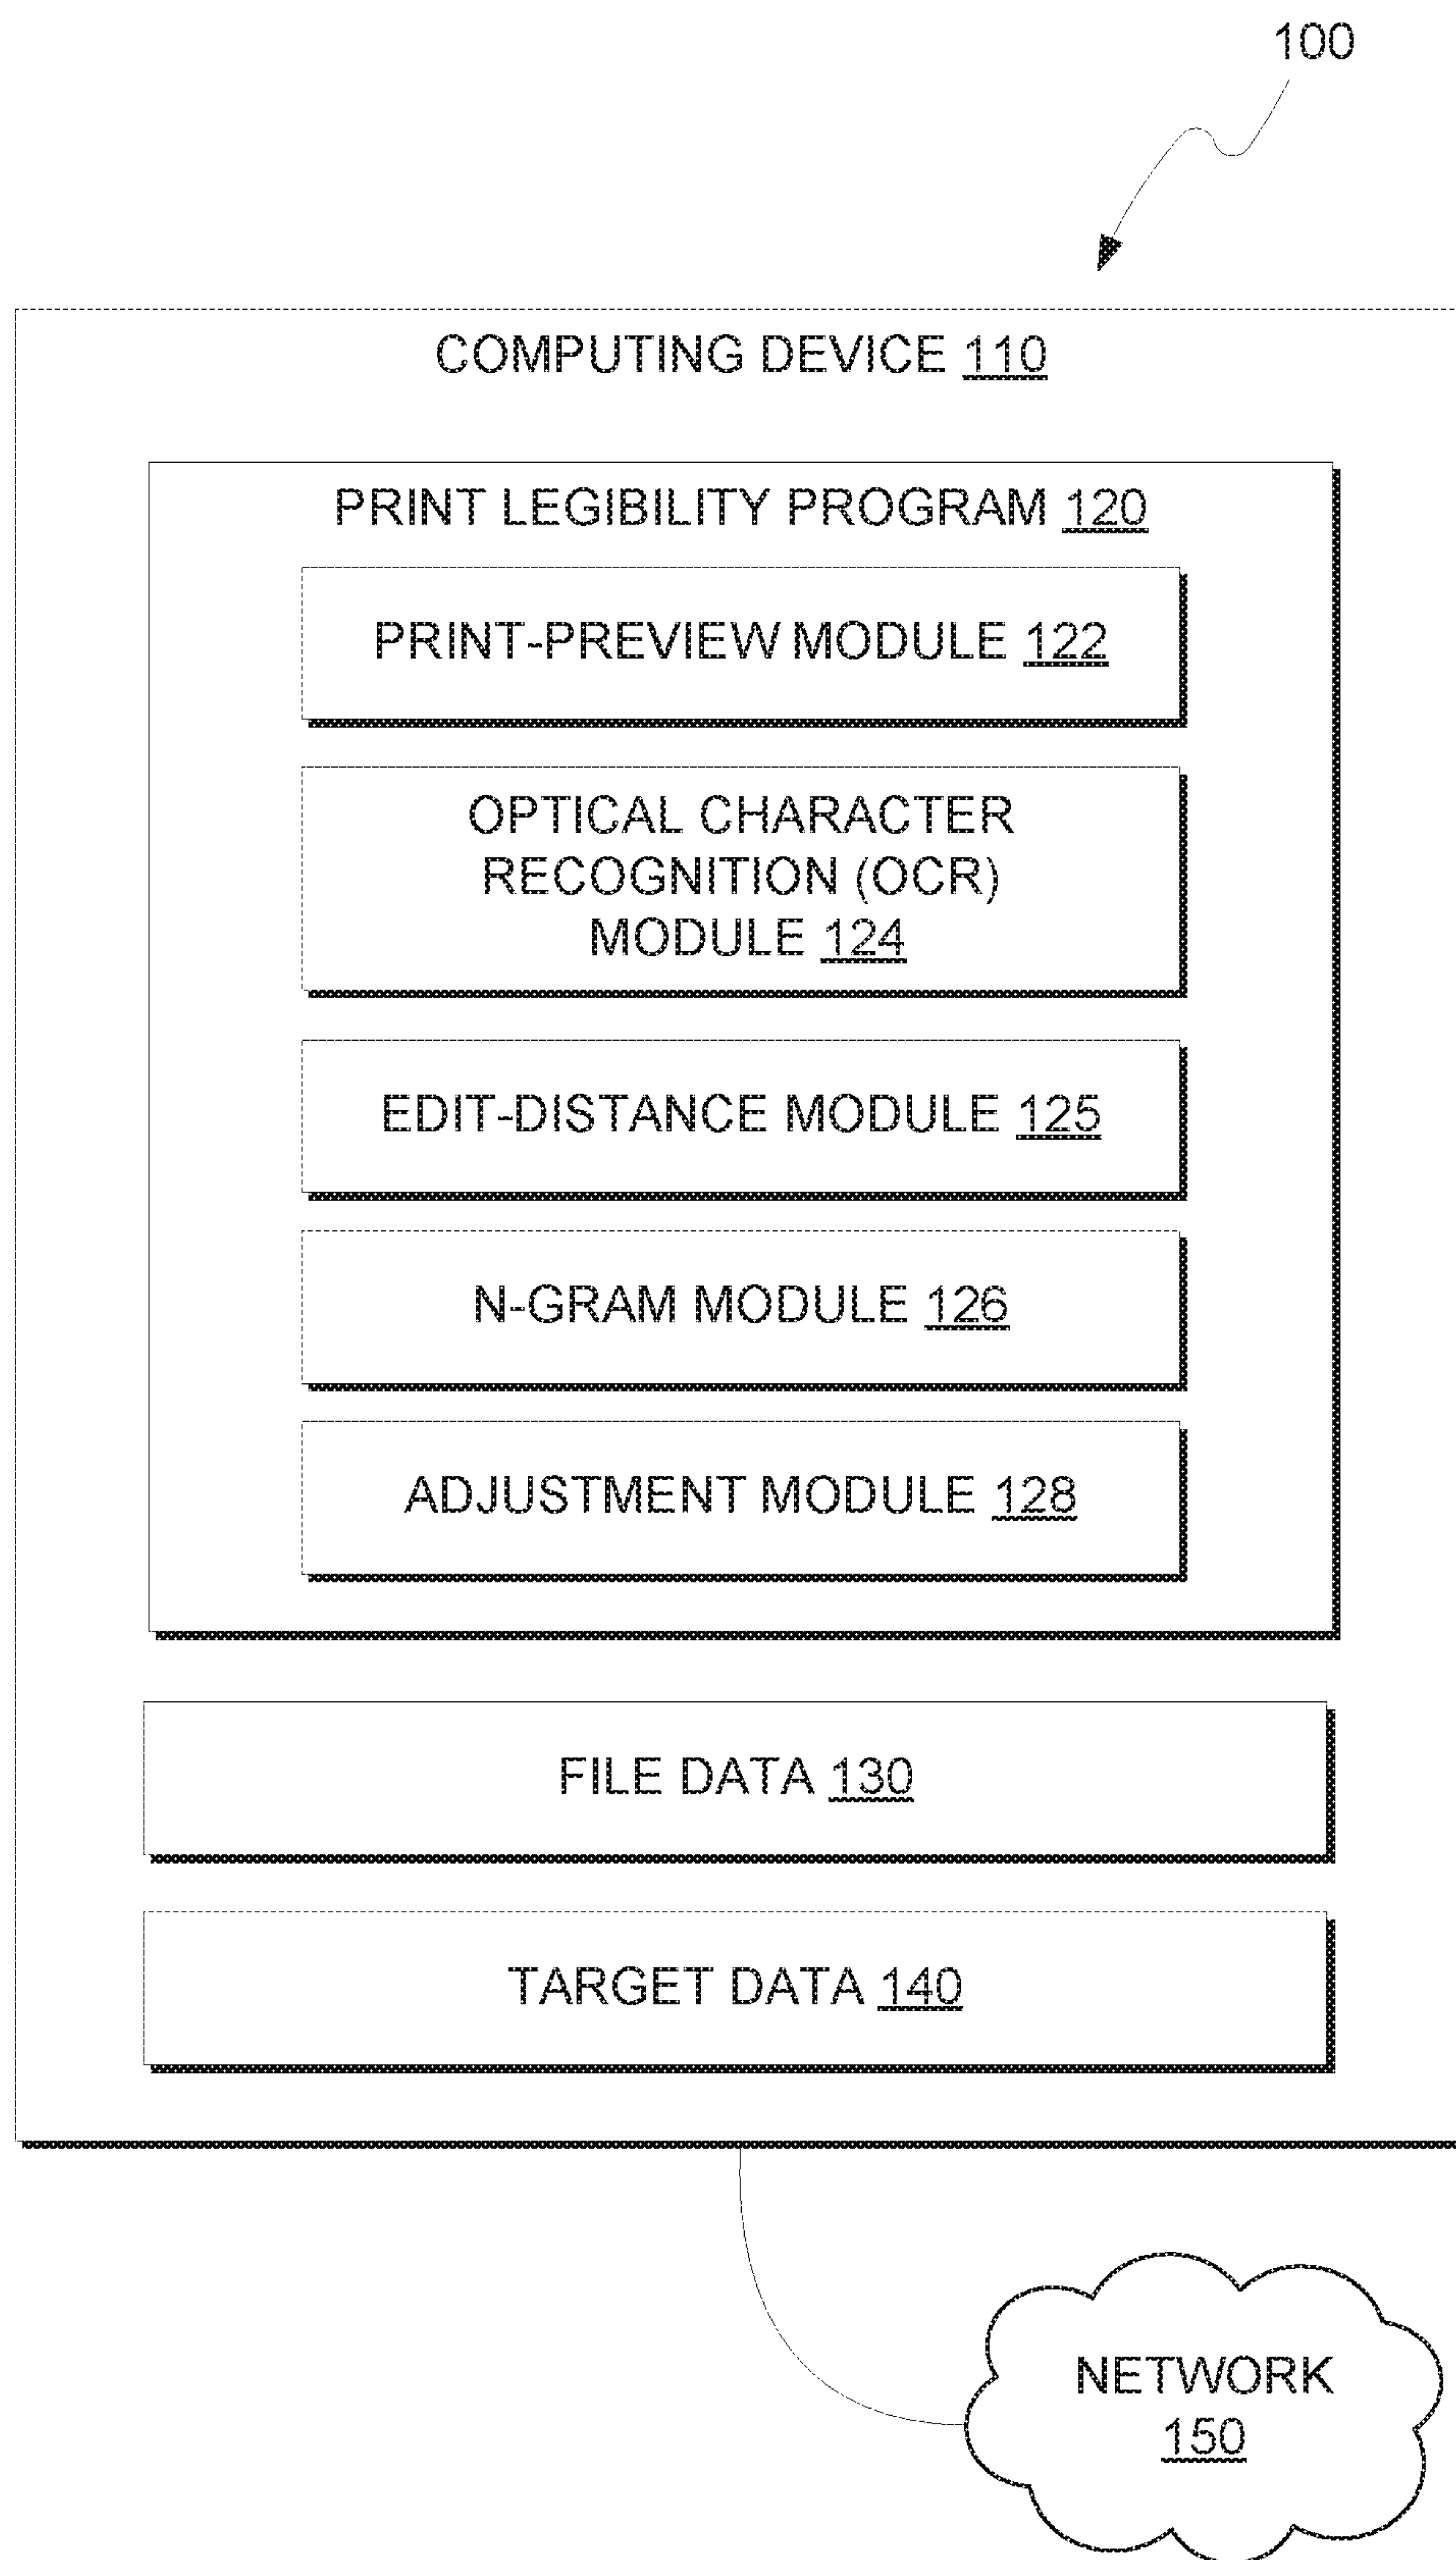 100
COMPUTING DEVICE 110
PRINT LEGIBILITY PROGRAM 120
PRINT-PREVIEW MODULE 122
OPTICAL CHARACTER
RECOGNITION (OCR)
MODULE 124
EDIT-DISTANCE MODULE 125
N-GRAM MODULE 126
ADJUSTMENT MODULE 128
FILE DATA 130
TARGET DATA 140
NETWORK
150